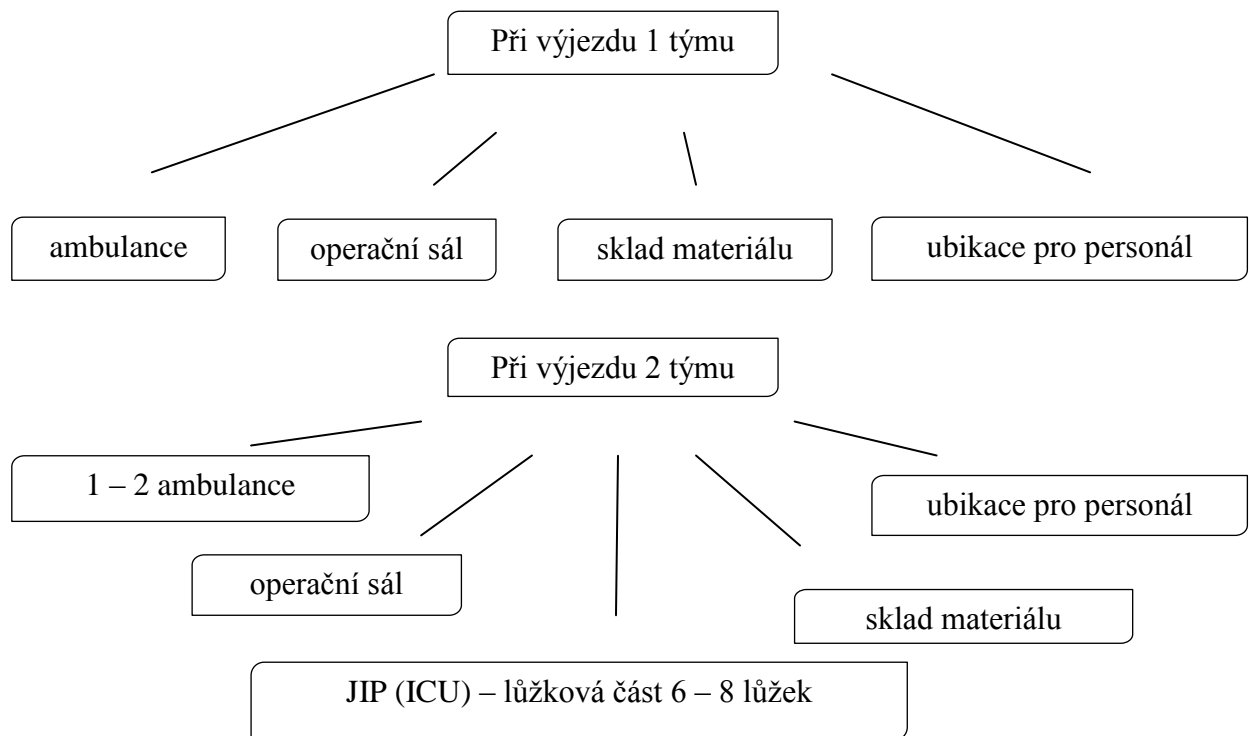 Při výjezdu 1 týmu
ambulance
operační sál
sklad materiálu
ubikace pro personál
Při výjezdu 2 týmu
1 – 2 ambulance
ubikace pro personál
operační sál
sklad materiálu
JIP (ICU) – lůžková část 6 – 8 lůžek